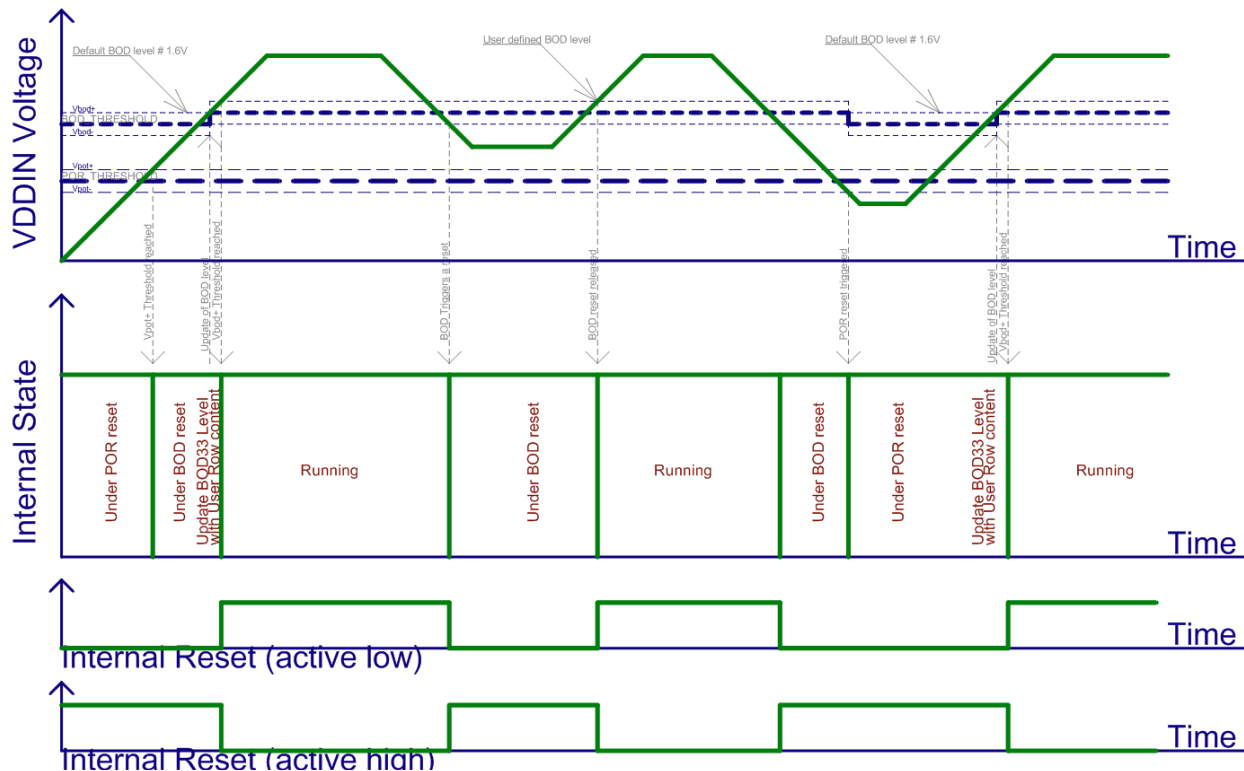 VDDIN Voltage
Default BOD level # 1.6V
User defined BOD level
Default BOD level # 1.6V
Vbod+
BOD_THRESHOLD
Vbod-
Vpot+
POR_THRESHOLD
Vpot-
Time
Vpot+ Threshold reached
Update of BOD level
Vbod+ Threshold reached
BOD Triggers a reset
BOD reset released
POR reset triggered
Update of BOD level
Vbod+ Threshold reached
Internal State
Under POR reset
Under BOD reset
Update BOD33 Level
with User Row content
Running
Under BOD reset
Running
Under BOD reset
Under POR reset
Update BOD33 Level
with User Row content
Running
Time
Time
Internal Reset (active low)
Time
Internal Reset (active high)